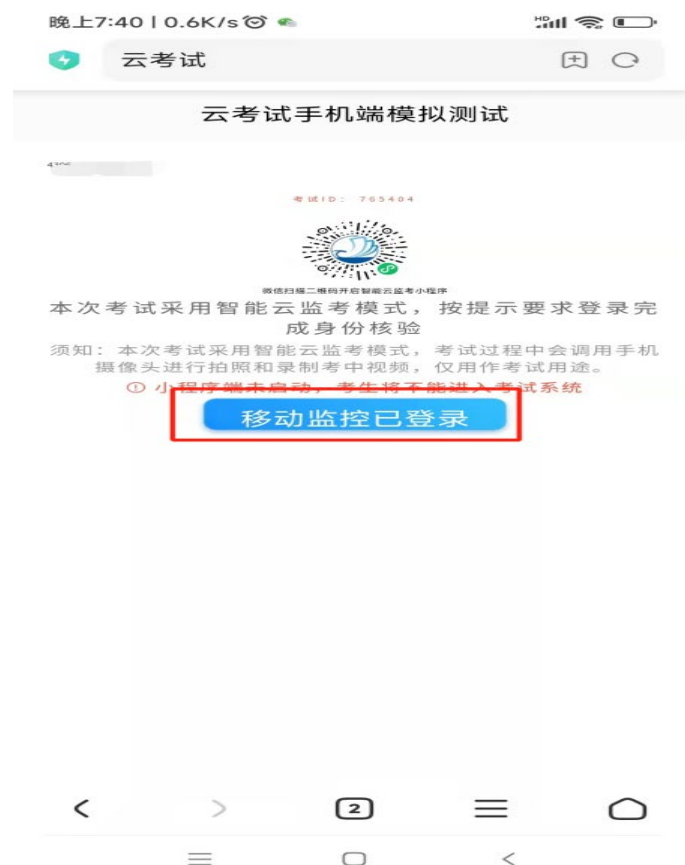 晚上7:40 | 0.6K/s
HD
云考试
云考试手机端模拟测试
考试ID: 765404
微信扫描二维码开启智能云监考小程序
本次考试采用智能云监考模式，按提示要求登录完
成身份核验
须知：本次考试采用智能云监考模式，考试过程中会调用手机
摄像头进行拍照和录制考中视频，仅用作考试用途。
小程序端未启动，考生将不能进入考试系统
移动监控已登录
2